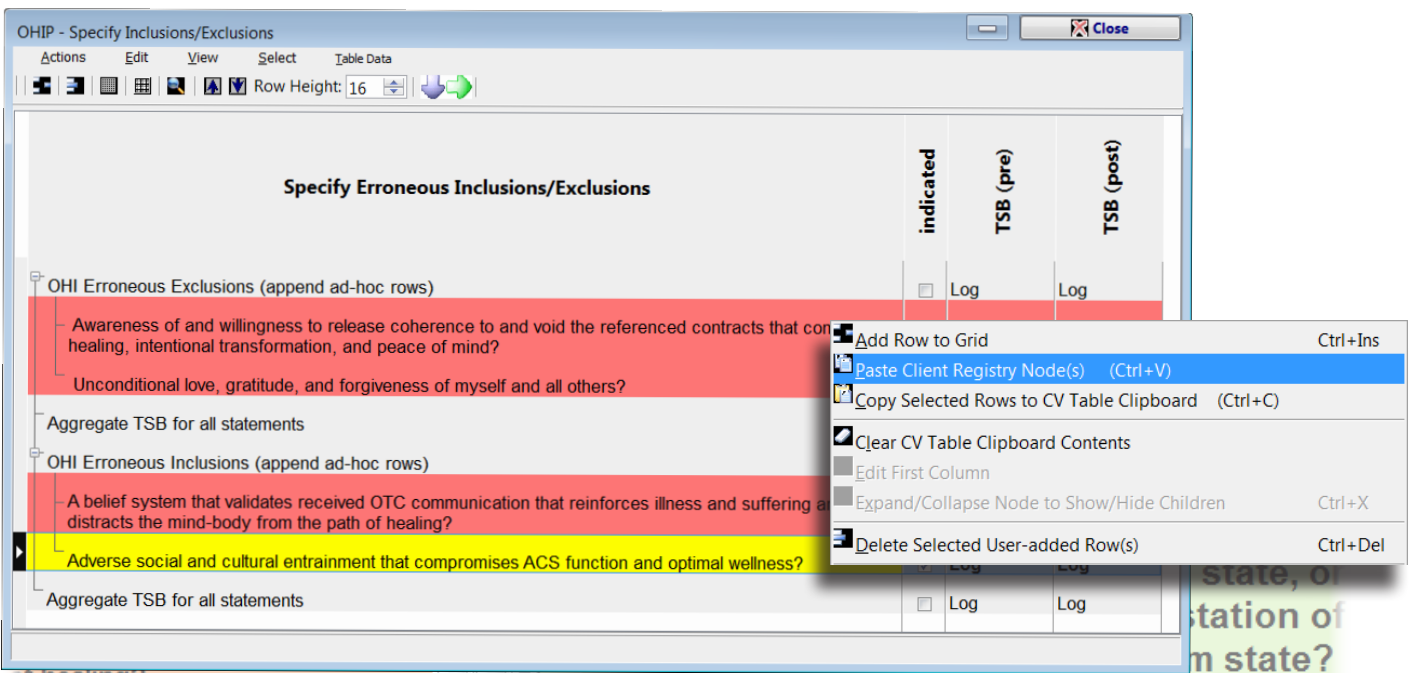 OHIP - Specify Inclusions/Exclusions
Close
Actions Edit View Select Table Data
Row Height: 16
Specify Erroneous Inclusions/Exclusions
indicated
TSB (pre)
TSB (post)
OHI Erroneous Exclusions (append ad-hoc rows) Log Log
Awareness of and willingness to release coherence to and void the referenced contracts that con
healing, intentional transformation, and peace of mind?
Unconditional love, gratitude, and forgiveness of myself and all others?
Aggregate TSB for all statements
OHI Erroneous Inclusions (append ad-hoc rows)
A belief system that validates received OTC communication that reinforces illness and suffering a
distracts the mind-body from the path of healing?
Adverse social and cultural entrainment that compromises ACS function and optimal wellness? Log Log
Aggregate TSB for all statements Log Log
Add Row to Grid Ctrl+Ins
Paste Client Registry Node(s) (Ctrl+V)
Copy Selected Rows to CV Table Clipboard (Ctrl+C)
Clear CV Table Clipboard Contents
Edit First Column
Expand/Collapse Node to Show/Hide Children Ctrl+X
Delete Selected User-added Row(s) Ctrl+Del
state, or
tation of
m state?